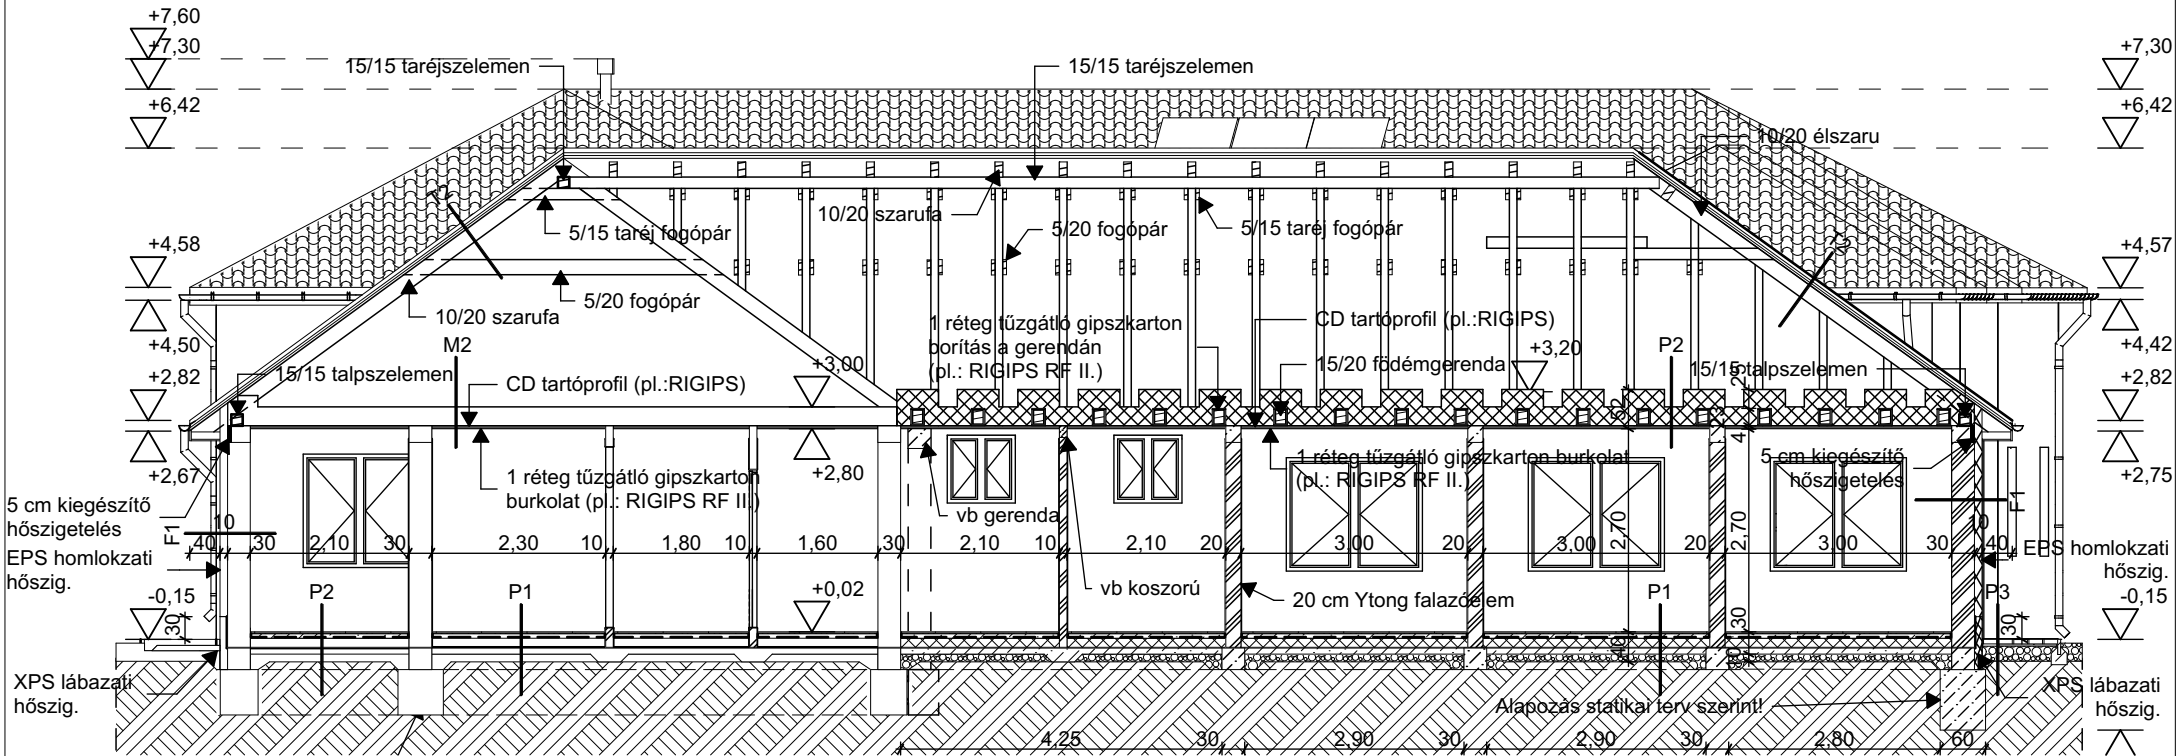 +7,60
+7,30
+6,42
+4,58
+4,50
+2,82
+2,67
-0,15
15/15 taréjszelemen
15/15 taréjszelemen
+7,30
+6,42
+4,57
+4,42
+2,82
+2,75
-0,15
10/20 élszaru
T2
T2
10/20 szarufa
5/15 taréj fogópár
5/20 fogópár
5/15 taréj fogópár
5/20 fogópár
10/20 szarufa
M2
1 réteg tűzgátló gipszkarton
borítás a gerendán
(pl.: RIGIPS RF II.)
CD tartóprofil (pl.:RIGIPS)
15/20 födémgerenda
+3,20
P2
+3,00
15/15 talpszelemen
CD tartóprofil (pl.:RIGIPS)
15/15 talpszelemen
52
25
23
4
1 réteg tűzgátló gipszkarton
burkolat (pl.: RIGIPS RF II.)
+2,80
1 réteg tűzgátló gipszkarton burkolat
(pl.: RIGIPS RF II.)
5 cm kiegészítő
hőszigetelés
5 cm kiegészítő
hőszigetelés
vb gerenda
F1
10
F1
10
40
30
2,10
30
2,30
10
1,80
10
1,60
30
2,10
10
2,10
20
3,00
20
3,00
2,70
20
2,70
3,00
30
40
EPS homlokzati
hőszig.
EPS homlokzati
hőszig.
vb koszorú
20 cm Ytong falazóelem
P2
P1
+0,02
P1
P3
30
30
30
40
XPS lábazati
hőszig.
XPS lábazati
hőszig.
Alapozás statikai terv szerint!
4,25
30
2,90
30
2,90
30
2,80
60